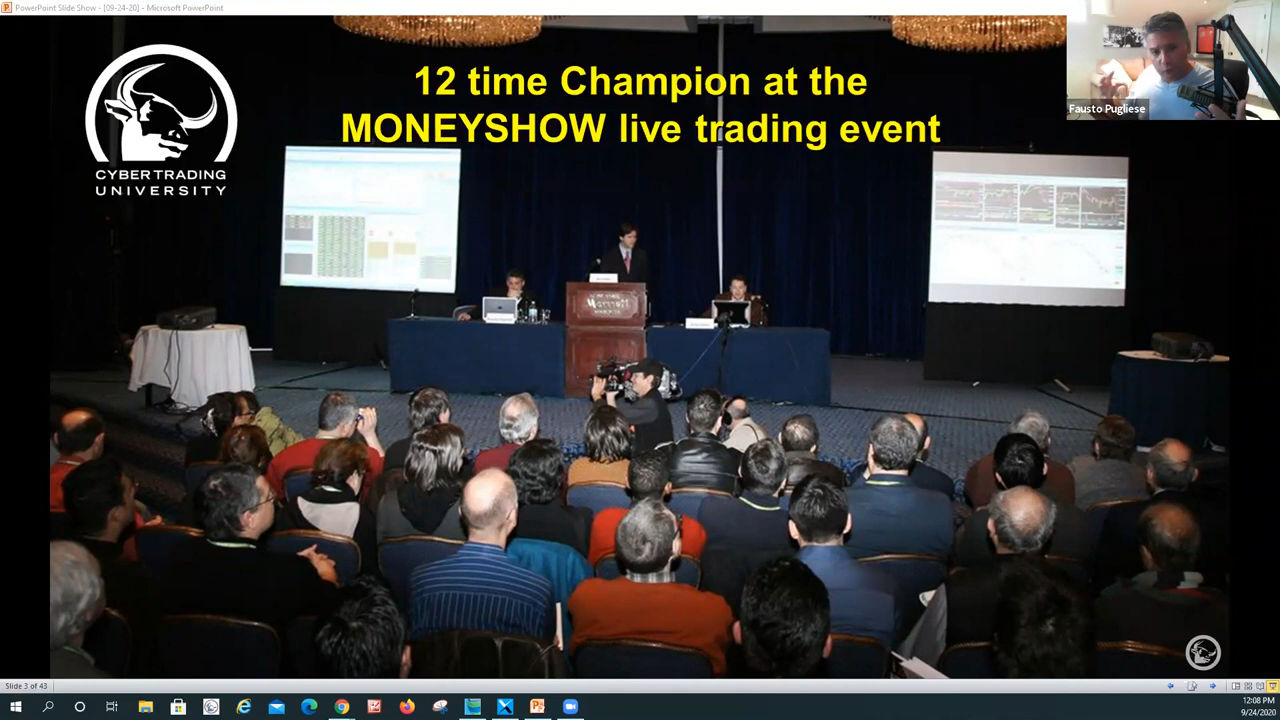 PowerPoint Slide Show - [09-24-20] - Microsoft PowerPoint
12 time Champion at the
MONEYSHOW live trading event
Fausto Pugliese
CYBER TRADING
UNIVERSITY
Marriott
Slide 3 of 43
12:08 PM
9/24/2020